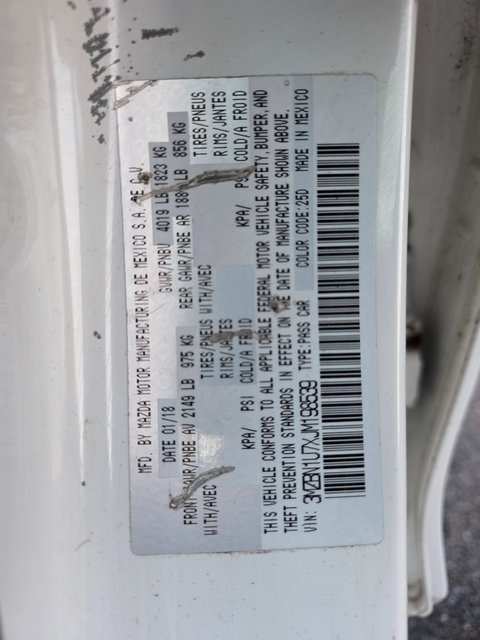 MFD. BY MAZDA MOTOR MANUFACTURING DE MEXICO S.A. DE C.V.
DATE 01/18 GVWR/PNBV 4019 LB 1823 KG
FRONT GAWR/PNBE AV 2149 LB 975 KG REAR GAWR/PNBE AR 188 LB 856 KG
WITH/AVEC TIRES/PNEUS WITH/AVEC TIRES/PNEUS
RIMS/JANTES RIMS/JANTES
KPA/ PSI COLD/A FROID KPA/ PSI COLD/A FROID
THIS VEHICLE CONFORMS TO ALL APPLICABLE FEDERAL MOTOR VEHICLE SAFETY, BUMPER, AND
THEFT PREVENTION STANDARDS IN EFFECT ON THE DATE OF MANUFACTURE SHOWN ABOVE.
VIN: 3MZBN1U7XJM198539 TYPE:PASS CAR COLOR CODE:25D MADE IN MEXICO